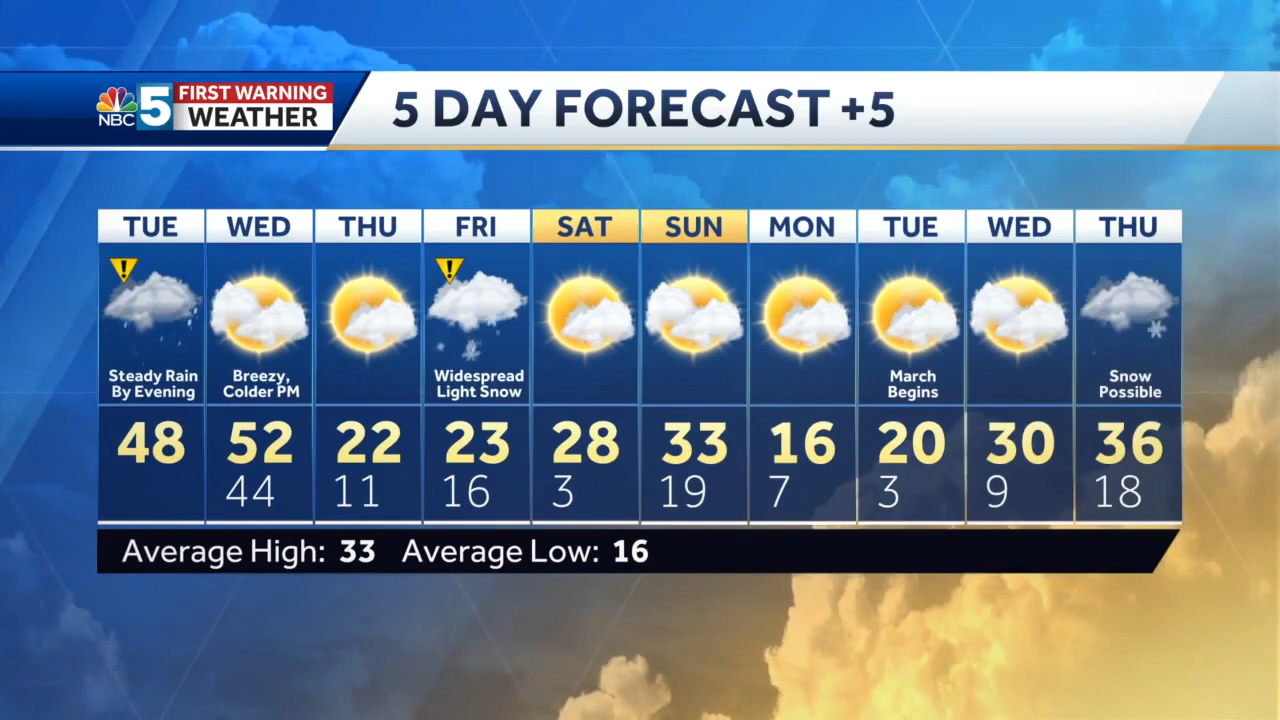 NBC 5 FIRST WARNING
WEATHER
5 DAY FORECAST +5
TUE WED THU FRI SAT SUN MON TUE WED THU
! !
Steady Rain Breezy, Widespread March Snow
By Evening Colder PM Light Snow Begins Possible
48 52 22 23 28 33 16 20 30 36
44 11 16 3 19 7 3 9 18
Average High: 33 Average Low: 16